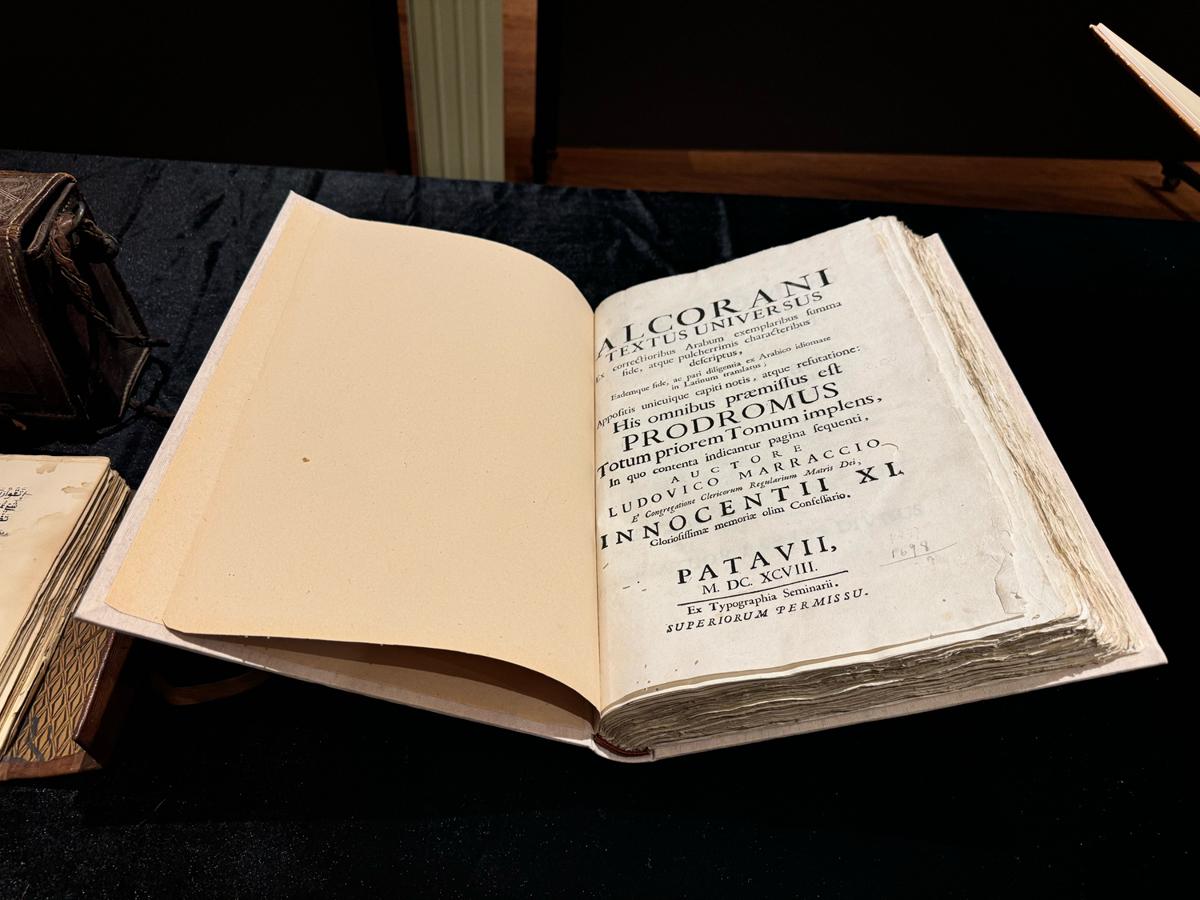 ALCORANI
TEXTUS UNIVERSUS
Ex correctioribus Arabum exemplaribus summa
fide, atque pulcherrimis characteribus
descriptus,
Eademque fide, ac pari diligentia ex Arabico idiomate
in Latinum translatus;
Appositis unicuique capiti notis, atque refutatione:
His omnibus præmissus est
PRODROMUS
Totum priorem Tomum implens,
In quo contenta indicantur pagina sequenti,
AUCTORE
LUDOVICO MARRACCIO
E' Congregatione Clericorum Regularium Matris Dei,
INNOCENTII XI.
Gloriosissimæ memoriæ olim Confessario.
PATAVII,
M. DC. XCVIII.
Ex Typographia Seminarii.
SUPERIORUM PERMISSU.
1698